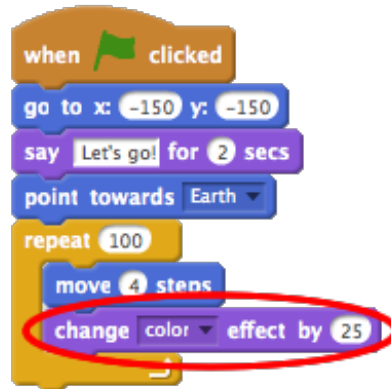 when clicked
go to x: -150 y: -150
say Let's go! for 2 secs
point towards Earth
repeat 100
move 4 steps
change color effect by 25